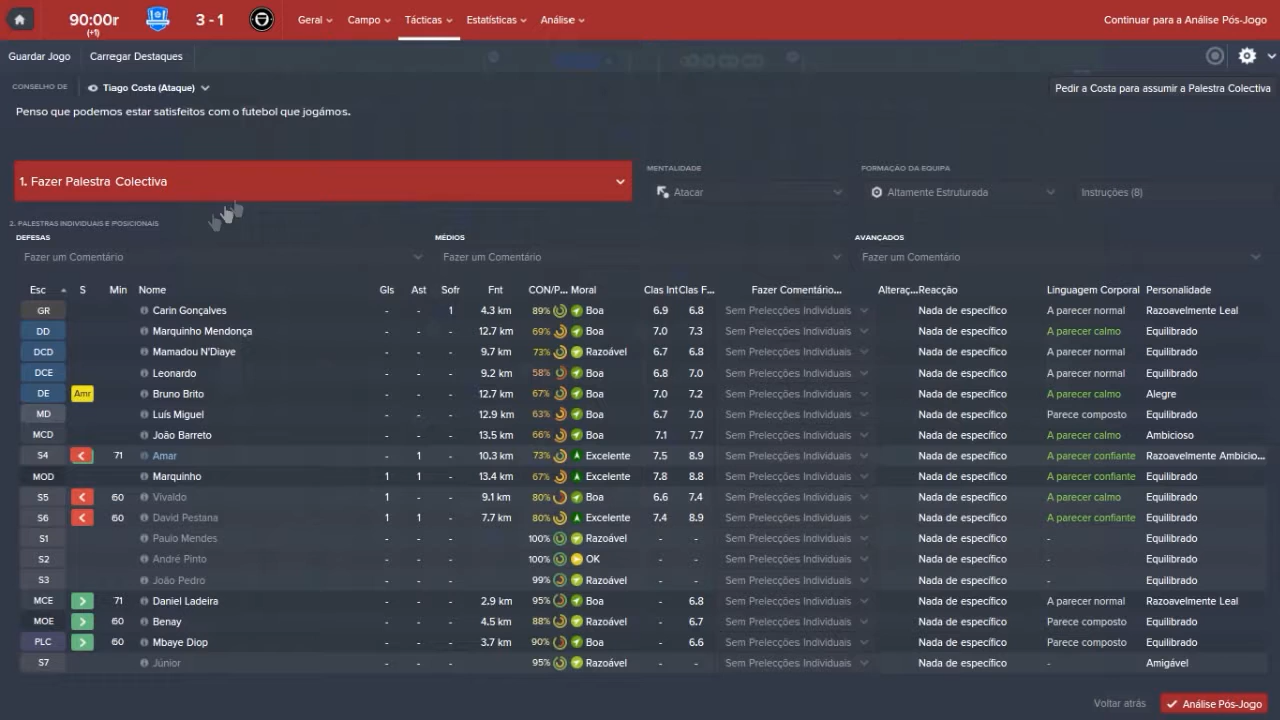 90:00r 3 - 1 Geral Campo Tácticas Estatísticas Análise Continuar para a Análise Pós-Jogo
(+1)
Guardar Jogo Carregar Destaques
CONSELHO DE Tiago Costa (Ataque) Pedir a Costa para assumir a Palestra Colectiva
Penso que podemos estar satisfeitos com o futebol que jogámos.
MENTALIDADE FORMAÇÃO DA EQUIPA
1. Fazer Palestra Colectiva Atacar Altamente Estruturada Instruções (8)
2. PALESTRAS INDIVIDUAIS E POSICIONAIS
DEFESAS MÉDIOS AVANÇADOS
Fazer um Comentário Fazer um Comentário Fazer um Comentário
Esc S Min Nome Gls Ast Sofr Fnt CON/P... Moral Clas Int Clas F... Fazer Comentário... Alteraç... Reacção Linguagem Corporal Personalidade
GR Carin Gonçalves - - 1 4.3 km 89% Boa 6.9 6.8 Sem Prelecções Individuais Nada de específico A parecer normal Razoavelmente Leal
DD Marquinho Mendonça - - - 12.7 km 69% Boa 7.0 7.3 Sem Prelecções Individuais Nada de específico A parecer calmo Equilibrado
DCD Mamadou N'Diaye - - - 9.7 km 73% Razoável 6.7 6.8 Sem Prelecções Individuais Nada de específico A parecer normal Equilibrado
DCE Leonardo - - - 9.2 km 58% Boa 6.8 7.0 Sem Prelecções Individuais Nada de específico A parecer normal Equilibrado
DE Amr Bruno Brito - - - 12.7 km 67% Boa 7.0 7.2 Sem Prelecções Individuais Nada de específico A parecer calmo Alegre
MD Luís Miguel - - - 12.9 km 63% Boa 6.7 7.0 Sem Prelecções Individuais Nada de específico Parece composto Equilibrado
MCD João Barreto - - - 13.5 km 66% Boa 7.1 7.7 Sem Prelecções Individuais Nada de específico A parecer calmo Ambicioso
S4 71 Amar - 1 - 10.3 km 73% Excelente 7.5 8.9 Sem Prelecções Individuais Nada de específico A parecer confiante Razoavelmente Ambicio...
MOD Marquinho 1 1 - 13.4 km 67% Excelente 7.8 8.8 Sem Prelecções Individuais Nada de específico A parecer confiante Equilibrado
S5 60 Vivaldo 1 - - 9.1 km 80% Boa 6.6 7.4 Sem Prelecções Individuais Nada de específico A parecer calmo Equilibrado
S6 60 David Pestana 1 1 - 7.7 km 80% Excelente 7.4 8.9 Sem Prelecções Individuais Nada de específico A parecer confiante Equilibrado
S1 Paulo Mendes - - - 100% Razoável - - Sem Prelecções Individuais Nada de específico - Equilibrado
S2 André Pinto - - - 100% OK - - Sem Prelecções Individuais Nada de específico - Equilibrado
S3 João Pedro - - - 99% Razoável - - Sem Prelecções Individuais Nada de específico - Equilibrado
MCE 71 Daniel Ladeira - - - 2.9 km 95% Boa - 6.8 Sem Prelecções Individuais Nada de específico A parecer normal Razoavelmente Leal
MOE 60 Benay - - - 4.5 km 88% Razoável - 6.7 Sem Prelecções Individuais Nada de específico Parece composto Equilibrado
PLC 60 Mbaye Diop - - - 3.7 km 90% Boa - 6.6 Sem Prelecções Individuais Nada de específico Parece composto Equilibrado
S7 Júnior - - - 95% Razoável - - Sem Prelecções Individuais Nada de específico - Amigável
Voltar atrás Análise Pós-Jogo